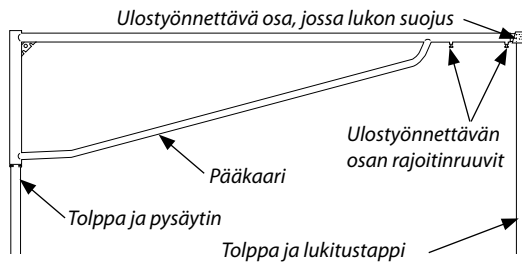 Ulostyönnettävä osa, jossa lukon suojus
Ulostyönnettävän
osan rajoitinruuvit
Pääkaari
Tolppa ja pysäytin
Tolppa ja lukitustappi